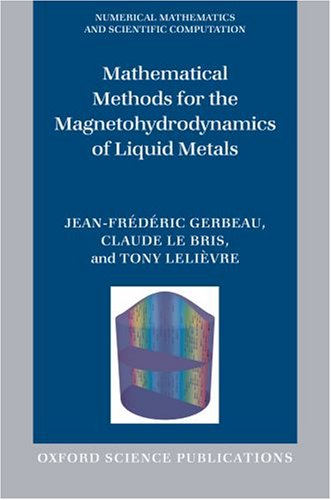 NUMERICAL MATHEMATICS
AND SCIENTIFIC COMPUTATION
Mathematical
Methods for the
Magnetohydrodynamics
of Liquid Metals
JEAN-FRÉDÉRIC GERBEAU,
CLAUDE LE BRIS,
and TONY LELIÈVRE
OXFORD SCIENCE PUBLICATIONS